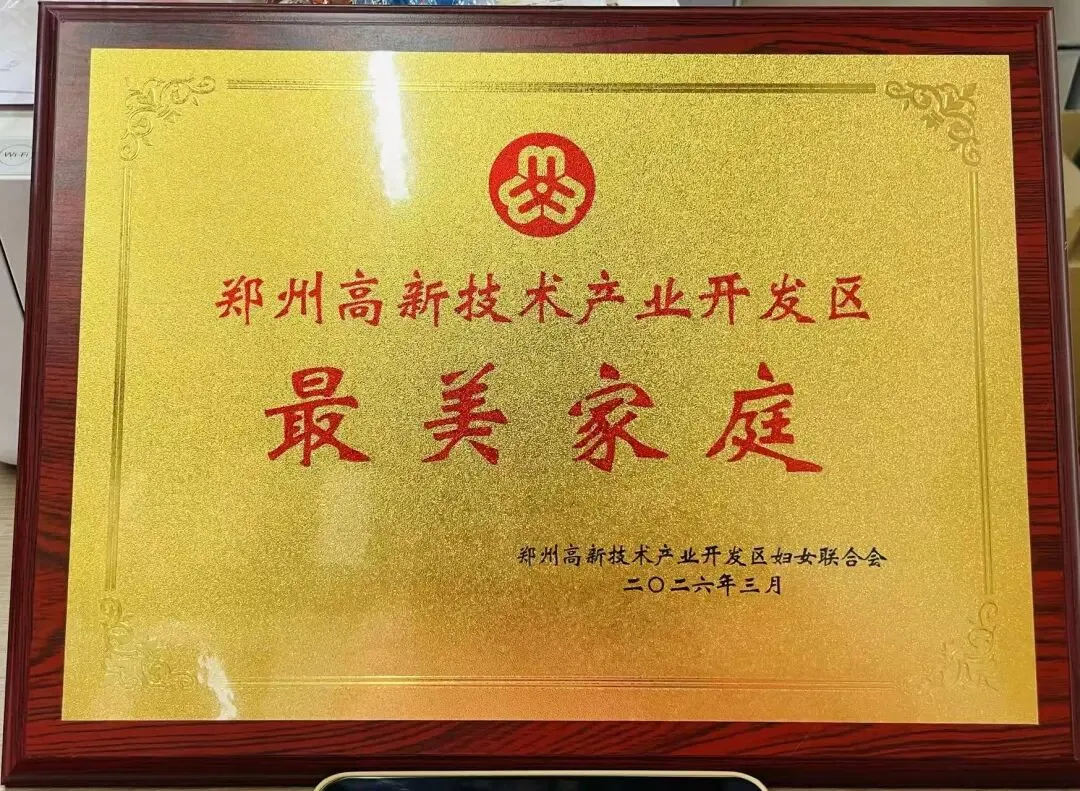 郑州高新技术产业开发区
最美家庭
郑州高新技术产业开发区妇女联合会
二〇二六年三月
Wi-Fi